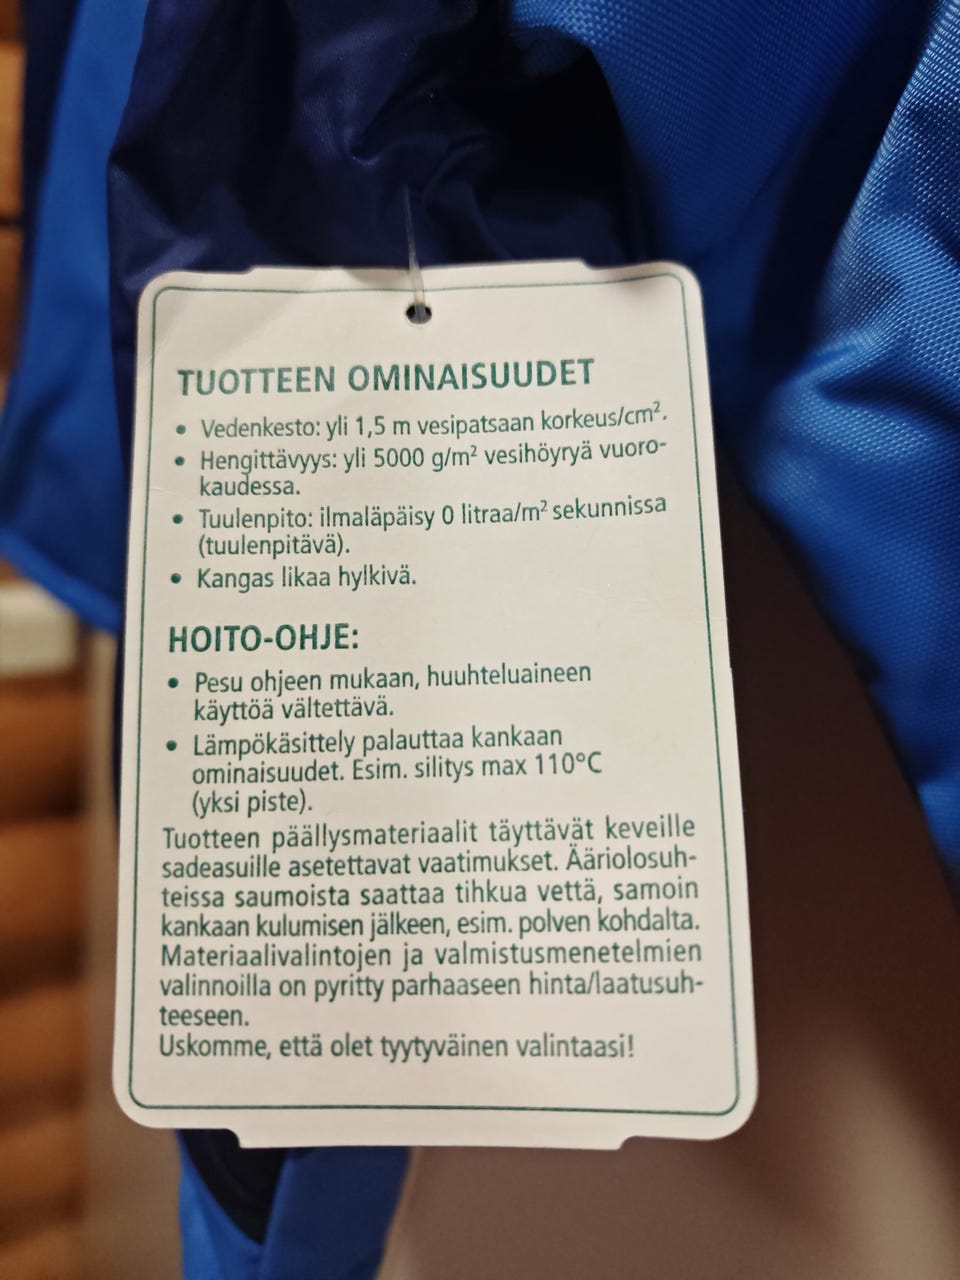 TUOTTEEN OMINAISUUDET
• Vedenkesto: yli 1,5 m vesipatsaan korkeus/cm².
• Hengittävyys: yli 5000 g/m² vesihöyryä vuoro-
kaudessa.
• Tuulenpito: ilmaläpäisy 0 litraa/m² sekunnissa
(tuulenpitävä).
• Kangas likaa hylkivä.
HOITO-OHJE:
• Pesu ohjeen mukaan, huuhteluaineen
käyttöä vältettävä.
• Lämpökäsittely palauttaa kankaan
ominaisuudet. Esim. silitys max 110°C
(yksi piste).
Tuotteen päällysmateriaalit täyttävät keveille
sadeasuille asetettavat vaatimukset. Ääriolosuh-
teissa saumoista saattaa tihkua vettä, samoin
kankaan kulumisen jälkeen, esim. polven kohdalta.
Materiaalivalintojen ja valmistusmenetelmien
valinnoilla on pyritty parhaaseen hinta/laatusuh-
teeseen.
Uskomme, että olet tyytyväinen valintaasi!